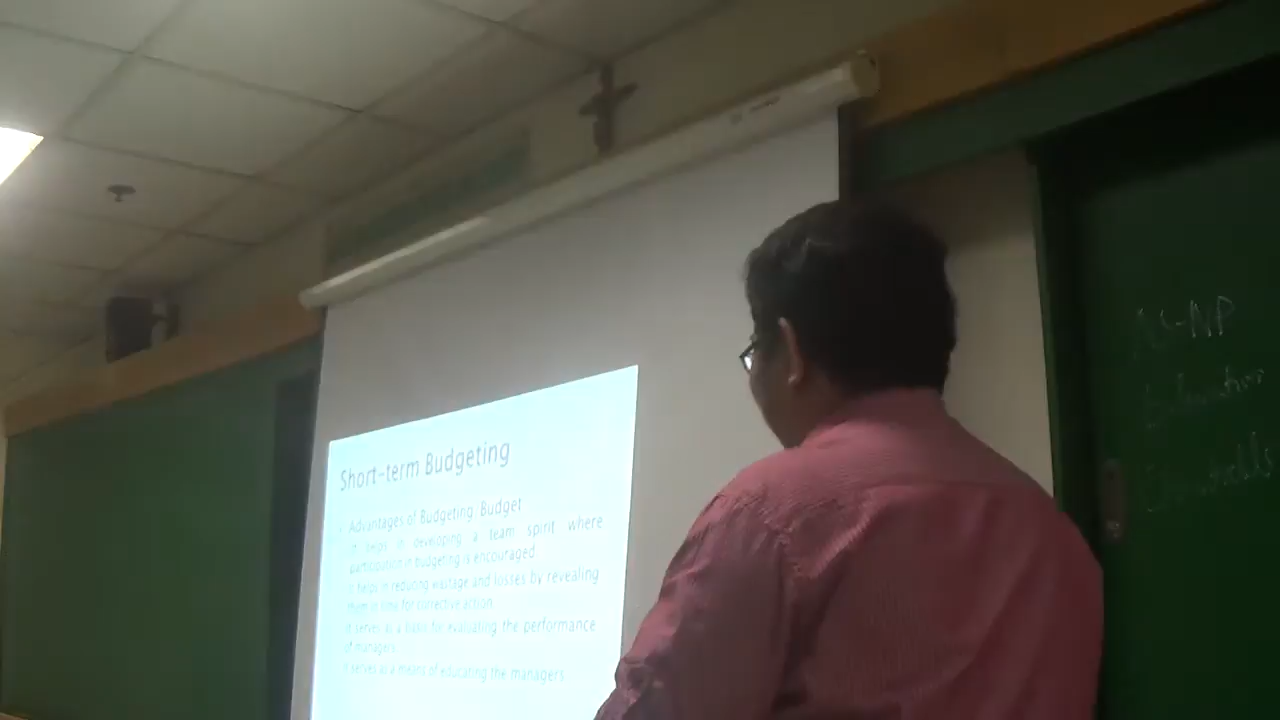 Short-term Budgeting
Advantages of Budgeting: Budget
It helps in developing a team spirit where
participation in budgeting is encouraged.
It helps in reducing wastage and losses by revealing
them in time for corrective action.
It serves as a basis for evaluating the performance
of managers.
It serves as a means of educating the managers.